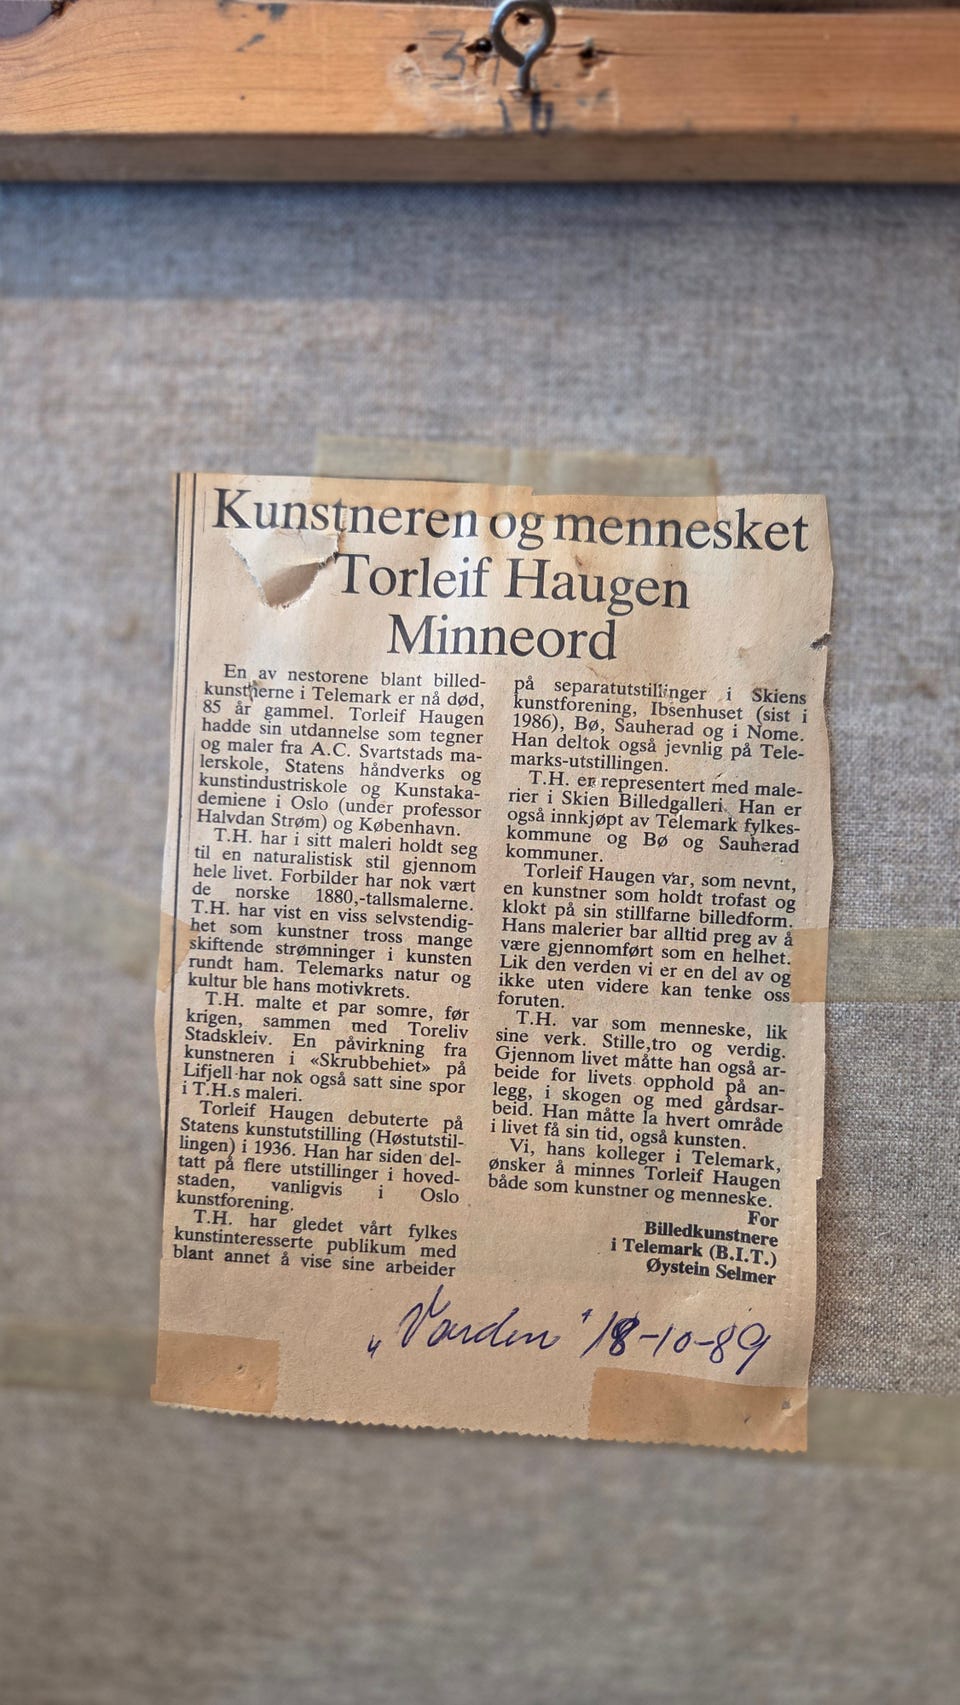 Kunstneren og mennesket
Torleif Haugen
Minneord
En av nestorene blant billed-
kunstnerne i Telemark er nå død,
85 år gammel. Torleif Haugen
hadde sin utdannelse som tegner
og maler fra A.C. Svartstads ma-
lerskole, Statens håndverks og
kunstindustriskole og Kunstaka-
demiene i Oslo (under professor
Halvdan Strøm) og København.
T.H. har i sitt maleri holdt seg
til en naturalistisk stil gjennom
hele livet. Forbilder har nok vært
de norske 1880,-tallsmalerne.
T.H. har vist en viss selvstendig-
het som kunstner tross mange
skiftende strømninger i kunsten
rundt ham. Telemarks natur og
kultur ble hans motivkrets.
T.H. malte et par somre, før
krigen, sammen med Toreliv
Stadskleiv. En påvirkning fra
kunstneren i «Skrubbehiet» på
Lifjell har nok også satt sine spor
i T.H.s maleri.
Torleif Haugen debuterte på
Statens kunstutstilling (Høstutstil-
lingen) i 1936. Han har siden del-
tatt på flere utstillinger i hoved-
staden, vanligvis i Oslo
kunstforening.
T.H. har gledet vårt fylkes
kunstinteresserte publikum med
blant annet å vise sine arbeider
på separatutstillinger i Skiens
kunstforening, Ibsenhuset (sist i
1986), Bø, Sauherad og i Nome.
Han deltok også jevnlig på Tele-
marks-utstillingen.
T.H. er representert med male-
rier i Skien Billedgalleri. Han er
også innkjøpt av Telemark fylkes-
kommune og Bø og Sauherad
kommuner.
Torleif Haugen var, som nevnt,
en kunstner som holdt trofast og
klokt på sin stillfarne billedform.
Hans malerier bar alltid preg av å
være gjennomført som en helhet.
Lik den verden vi er en del av og
ikke uten videre kan tenke oss
foruten.
T.H. var som menneske, lik
sine verk. Stille,tro og verdig.
Gjennom livet måtte han også ar-
beide for livets opphold på an-
legg, i skogen og med gårdsar-
beid. Han måtte la hvert område
i livet få sin tid, også kunsten.
Vi, hans kolleger i Telemark,
ønsker å minnes Torleif Haugen
både som kunstner og menneske.
For
Billedkunstnere
i Telemark (B.I.T.)
Øystein Selmer
„Varden" 18-10-89